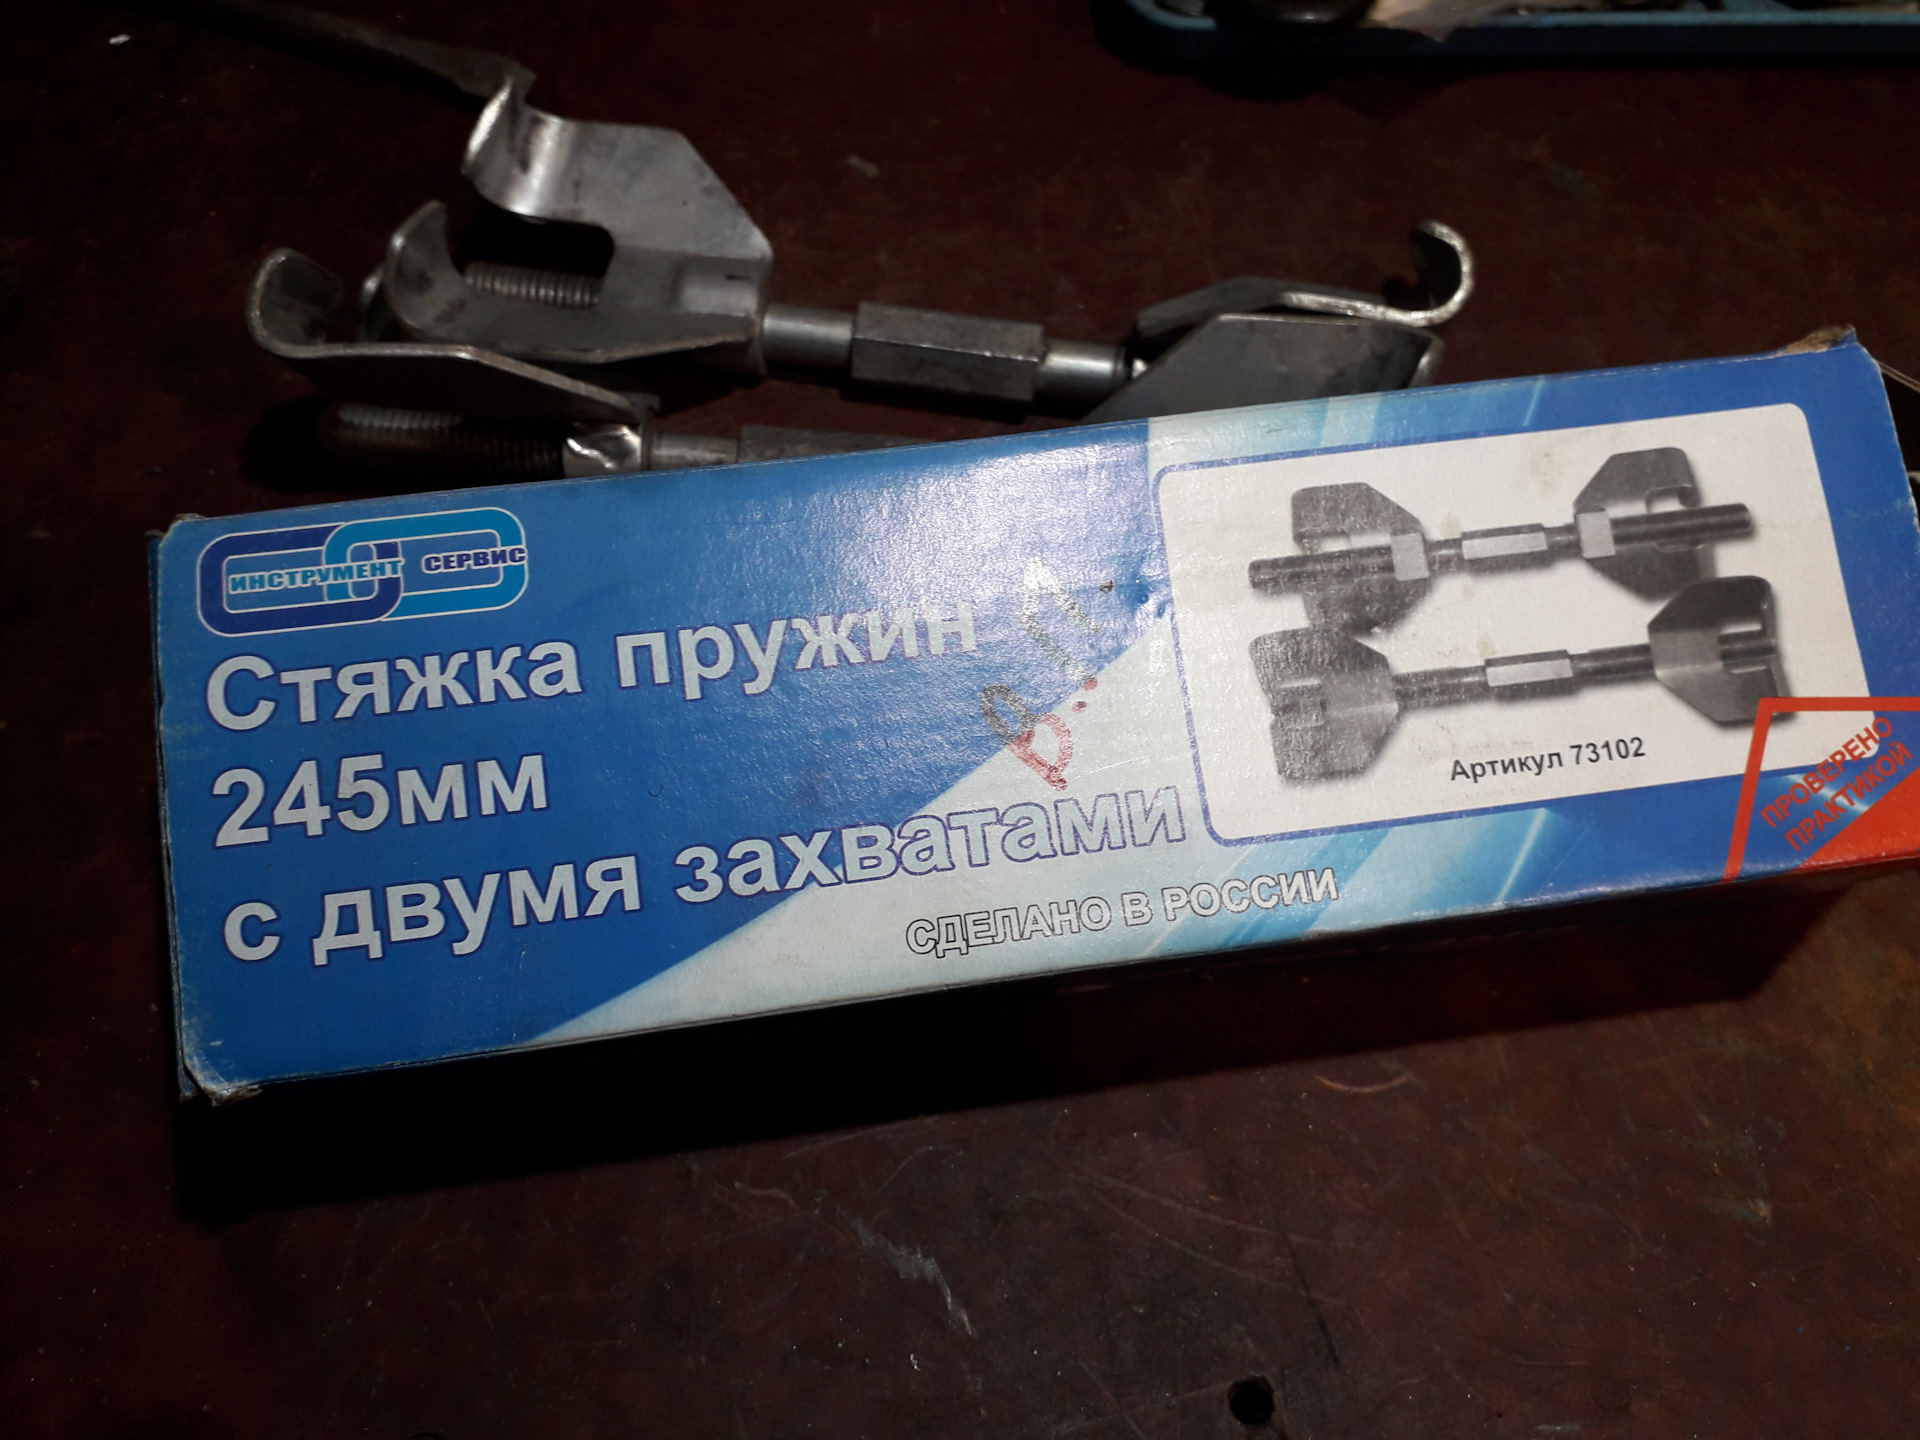 ИНСТРУМЕНТ СЕРВИС
Стяжка пружин
245мм
с двумя захватами
СДЕЛАНО В РОССИИ
Артикул 73102
ПРОВЕРЕНО
ПРАКТИКОЙ